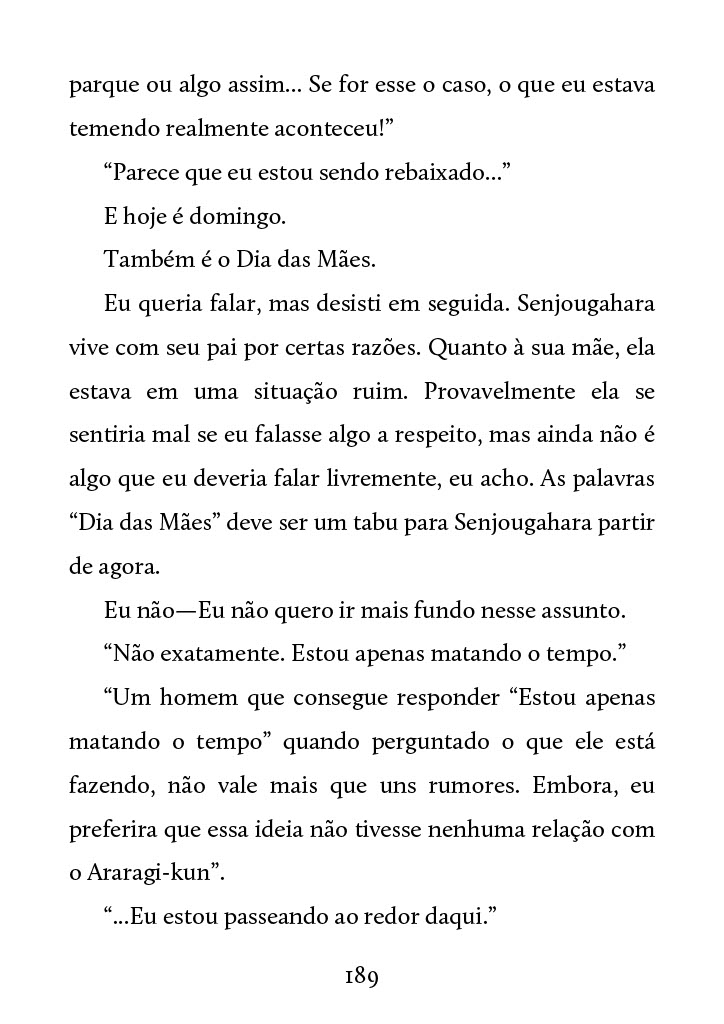 parque ou algo assim... Se for esse o caso, o que eu estava
temendo realmente aconteceu!”
“Parece que eu estou sendo rebaixado...”
E hoje é domingo.
Também é o Dia das Mães.
Eu queria falar, mas desisti em seguida. Senjougahara
vive com seu pai por certas razões. Quanto à sua mãe, ela
estava em uma situação ruim. Provavelmente ela se
sentiria mal se eu falasse algo a respeito, mas ainda não é
algo que eu deveria falar livremente, eu acho. As palavras
“Dia das Mães” deve ser um tabu para Senjougahara partir
de agora.
Eu não—Eu não quero ir mais fundo nesse assunto.
“Não exatamente. Estou apenas matando o tempo.”
“Um homem que consegue responder “Estou apenas
matando o tempo” quando perguntado o que ele está
fazendo, não vale mais que uns rumores. Embora, eu
preferira que essa ideia não tivesse nenhuma relação com
o Araragi-kun”.
“...Eu estou passeando ao redor daqui.”
189